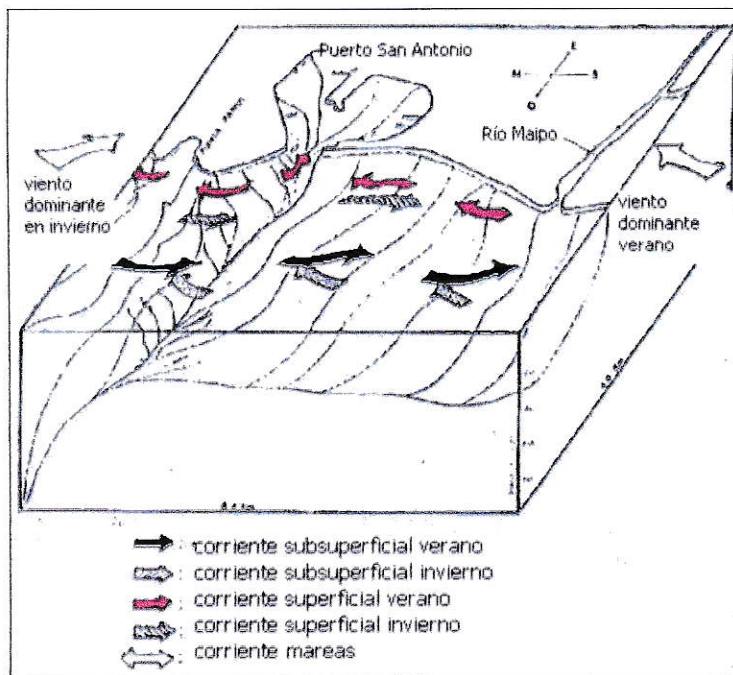 Puerto San Antonio
E
N S
O
Río Maipo
viento
dominante
en invierno
viento
dominante
verano
: corriente subsuperficial verano
: corriente subsuperficial invierno
: corriente superficial verano
: corriente superficial invierno
: corriente mareas